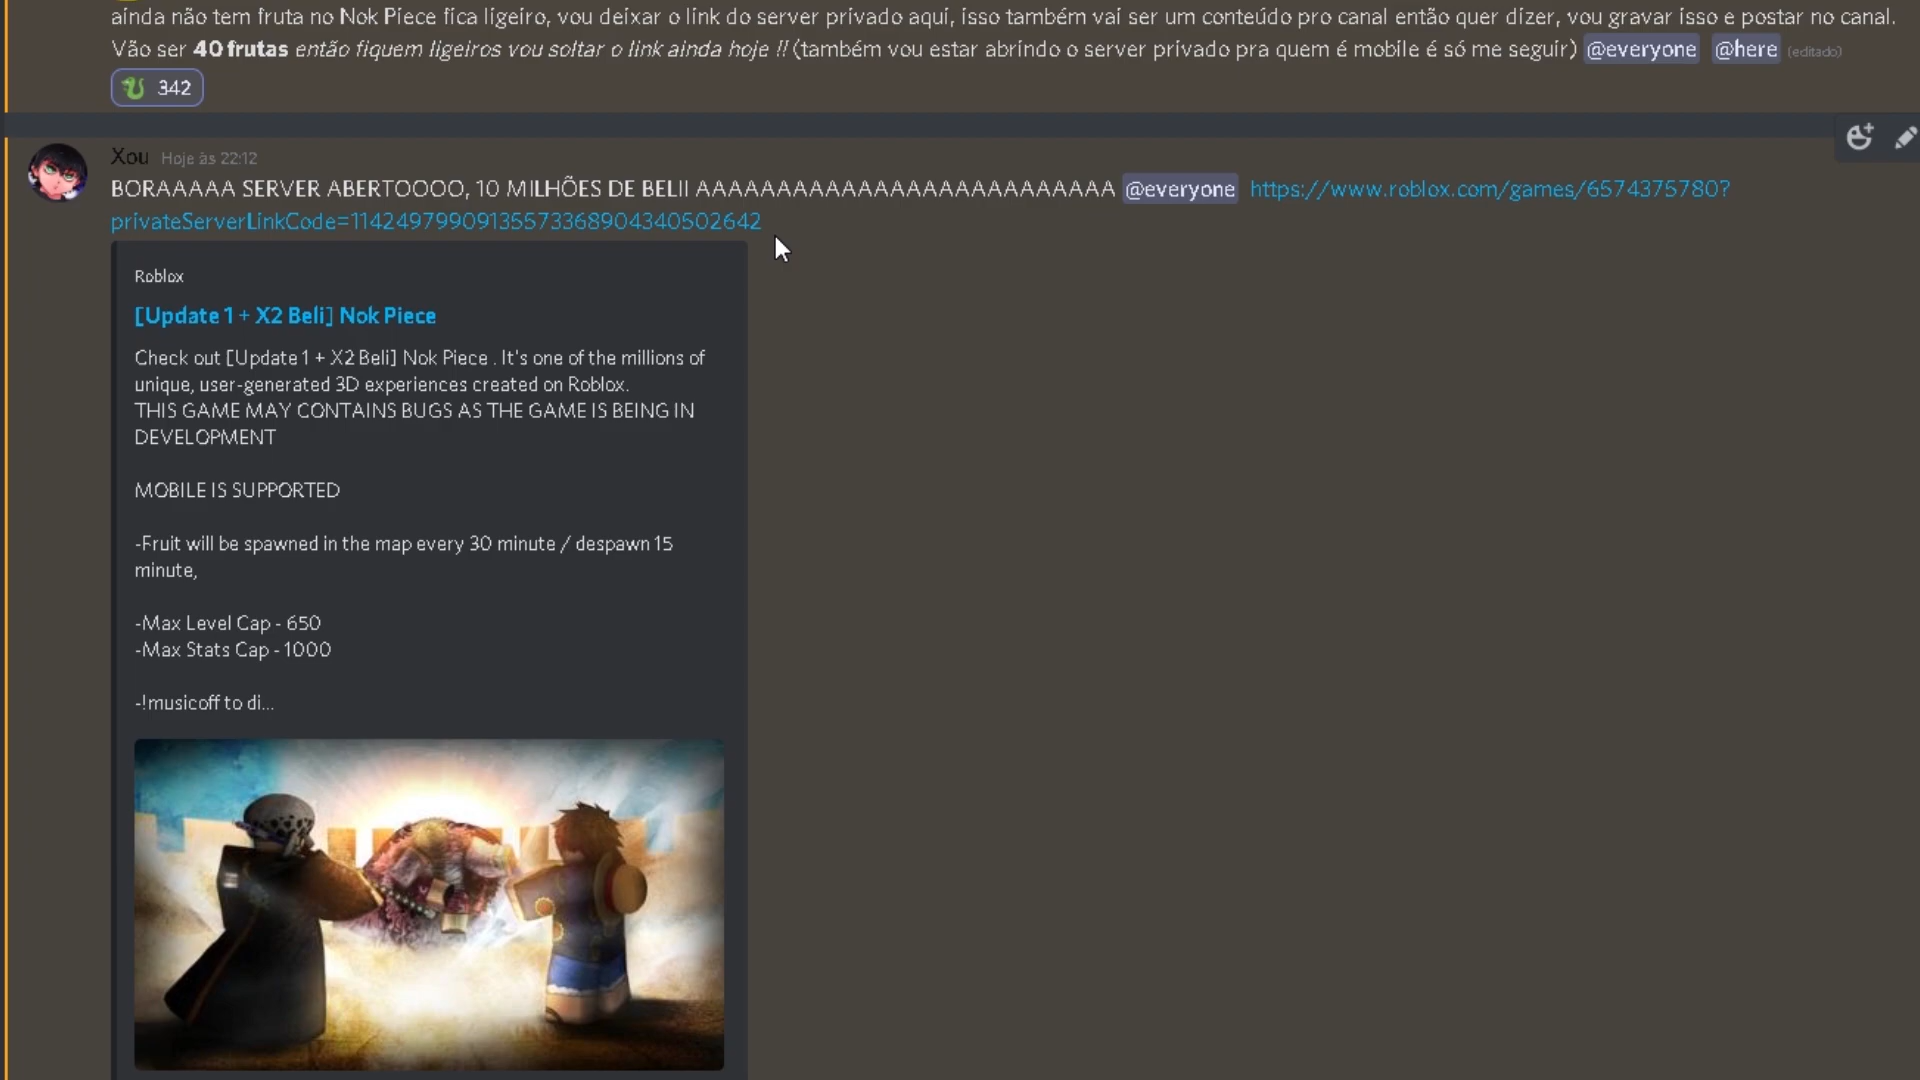 ainda não tem fruta no Nok Piece fica ligeiro, vou deixar o link do server privado aqui, isso também vai ser um conteúdo pro canal então quer dizer, vou gravar isso e postar no canal.
Vão ser 40 frutas então fiquem ligeiros vou soltar o link ainda hoje !! (também vou estar abrindo o server privado pra quem é mobile é só me seguir) @everyone @here (editado)
342
Xou Hoje às 22:12
BORAAAAA SERVER ABERTOOOO, 10 MILHÕES DE BELII AAAAAAAAAAAAAAAAAAAAAAAAAA @everyone https://www.roblox.com/games/6574375780?
privateServerLinkCode=11424979909135573368904340502642
Roblox
[Update 1 + X2 Beli] Nok Piece
Check out [Update 1 + X2 Beli] Nok Piece . It's one of the millions of
unique, user-generated 3D experiences created on Roblox.
THIS GAME MAY CONTAINS BUGS AS THE GAME IS BEING IN
DEVELOPMENT
MOBILE IS SUPPORTED
-Fruit will be spawned in the map every 30 minute / despawn 15
minute,
-Max Level Cap - 650
-Max Stats Cap - 1000
-!musicoff to di...